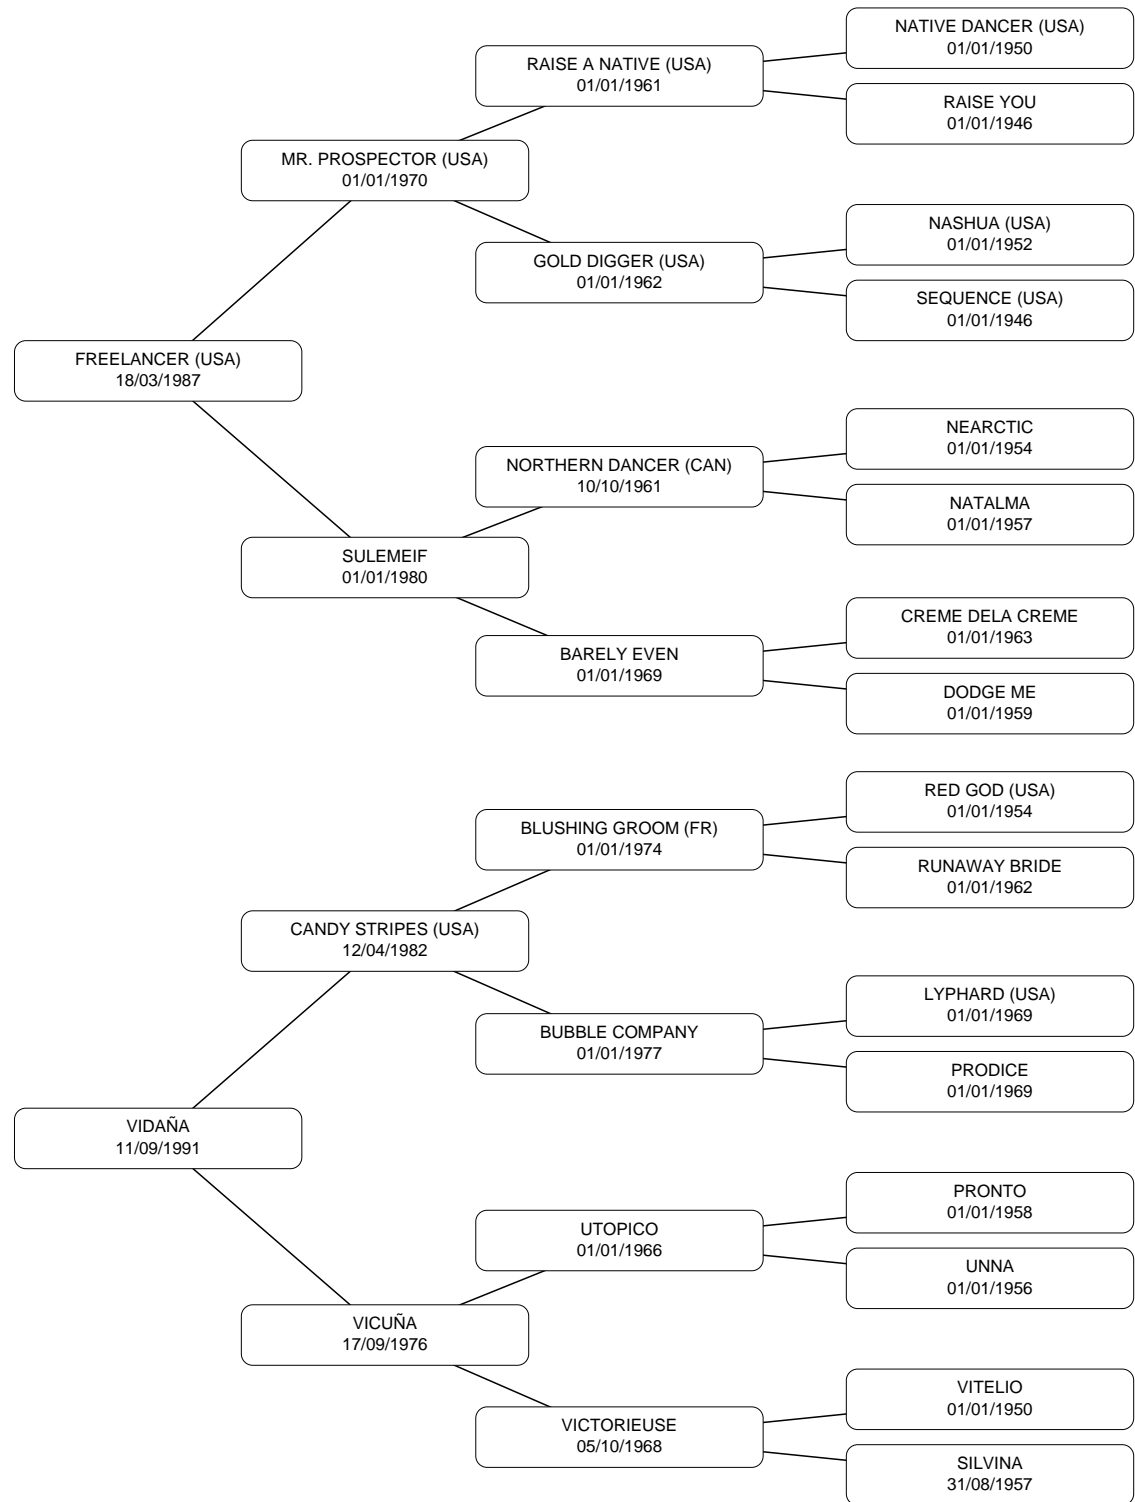 NATIVE DANCER (USA)
01/01/1950
RAISE A NATIVE (USA)
01/01/1961
RAISE YOU
01/01/1946
MR. PROSPECTOR (USA)
01/01/1970
NASHUA (USA)
01/01/1952
GOLD DIGGER (USA)
01/01/1962
SEQUENCE (USA)
01/01/1946
FREELANCER (USA)
18/03/1987
NEARCTIC
01/01/1954
NORTHERN DANCER (CAN)
10/10/1961
NATALMA
01/01/1957
SULEMEIF
01/01/1980
CREME DELA CREME
01/01/1963
BARELY EVEN
01/01/1969
DODGE ME
01/01/1959
RED GOD (USA)
01/01/1954
BLUSHING GROOM (FR)
01/01/1974
RUNAWAY BRIDE
01/01/1962
CANDY STRIPES (USA)
12/04/1982
LYPHARD (USA)
01/01/1969
BUBBLE COMPANY
01/01/1977
PRODICE
01/01/1969
VIDAÑA
11/09/1991
PRONTO
01/01/1958
UTOPICO
01/01/1966
UNNA
01/01/1956
VICUÑA
17/09/1976
VITELIO
01/01/1950
VICTORIEUSE
05/10/1968
SILVINA
31/08/1957